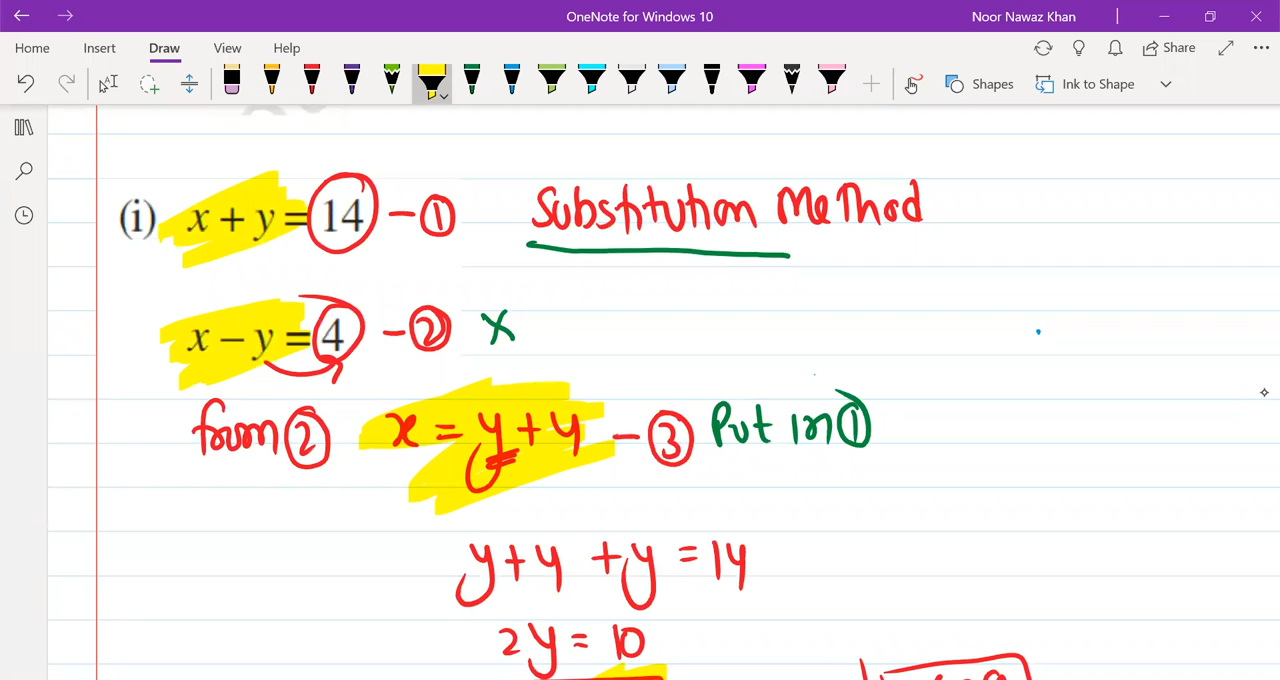 OneNote for Windows 10
Noor Nawaz Khan
Home Insert Draw View Help
Share
Shapes
Ink to Shape
(i) x + y = 14 - ① Substitution Method
x − y = 4 - ② x
from ② x = y + 4 - ③ Put in ①
y + 4 + y = 14
2y = 10